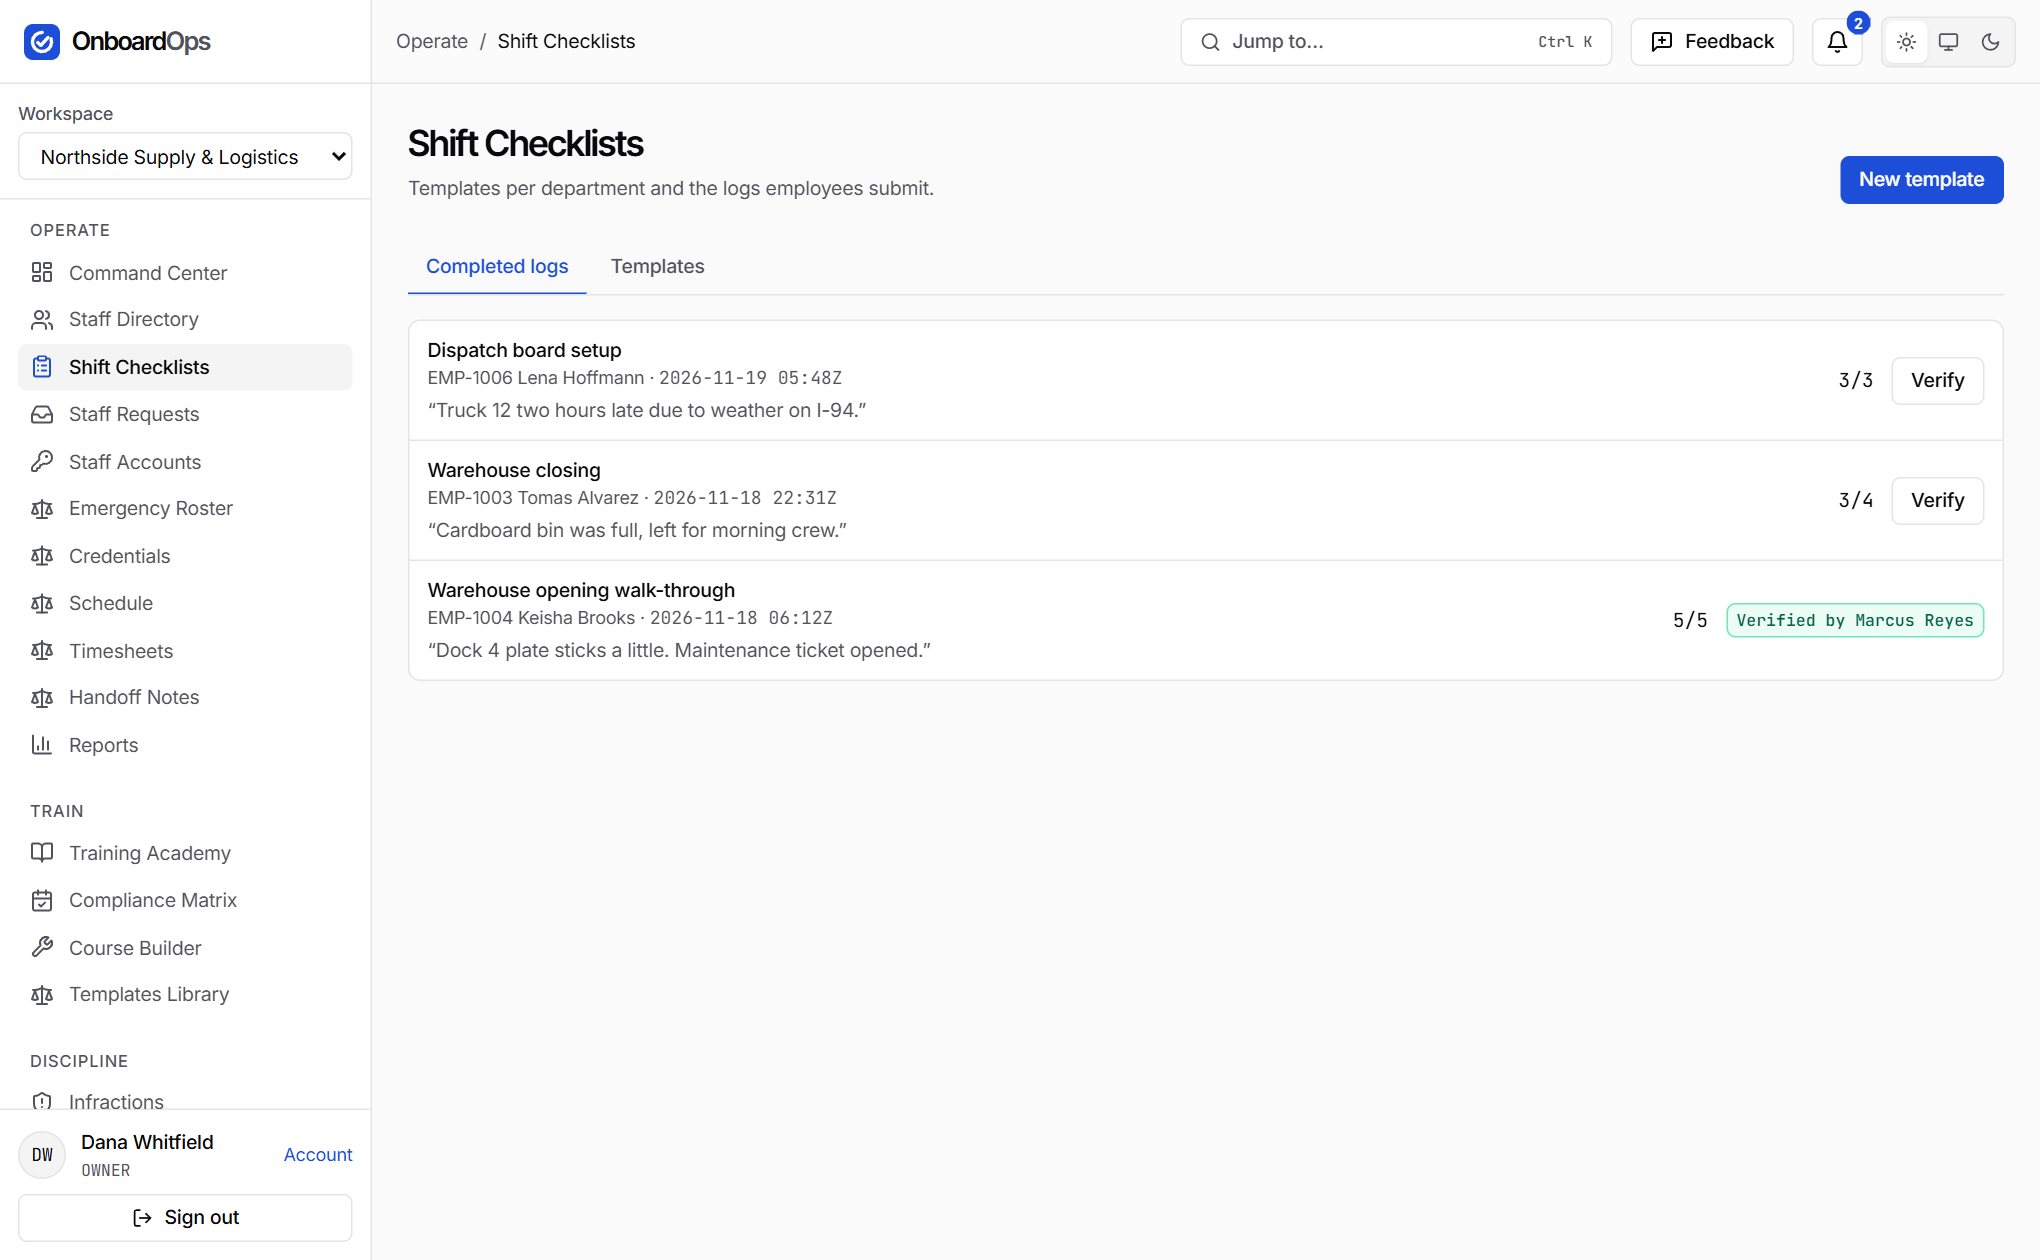 OnboardOps
Operate / Shift Checklists
Jump to... Ctrl K
Feedback
2
Workspace
Northside Supply & Logistics
OPERATE
Command Center
Staff Directory
Shift Checklists
Staff Requests
Staff Accounts
Emergency Roster
Credentials
Schedule
Timesheets
Handoff Notes
Reports
TRAIN
Training Academy
Compliance Matrix
Course Builder
Templates Library
DISCIPLINE
Infractions
DW
Dana Whitfield
OWNER
Account
Sign out
Shift Checklists
Templates per department and the logs employees submit.
New template
Completed logs
Templates
Dispatch board setup
EMP-1006 Lena Hoffmann · 2026-11-19 05:48Z
“Truck 12 two hours late due to weather on I-94.”
3/3
Verify
Warehouse closing
EMP-1003 Tomas Alvarez · 2026-11-18 22:31Z
“Cardboard bin was full, left for morning crew.”
3/4
Verify
Warehouse opening walk-through
EMP-1004 Keisha Brooks · 2026-11-18 06:12Z
“Dock 4 plate sticks a little. Maintenance ticket opened.”
5/5
Verified by Marcus Reyes